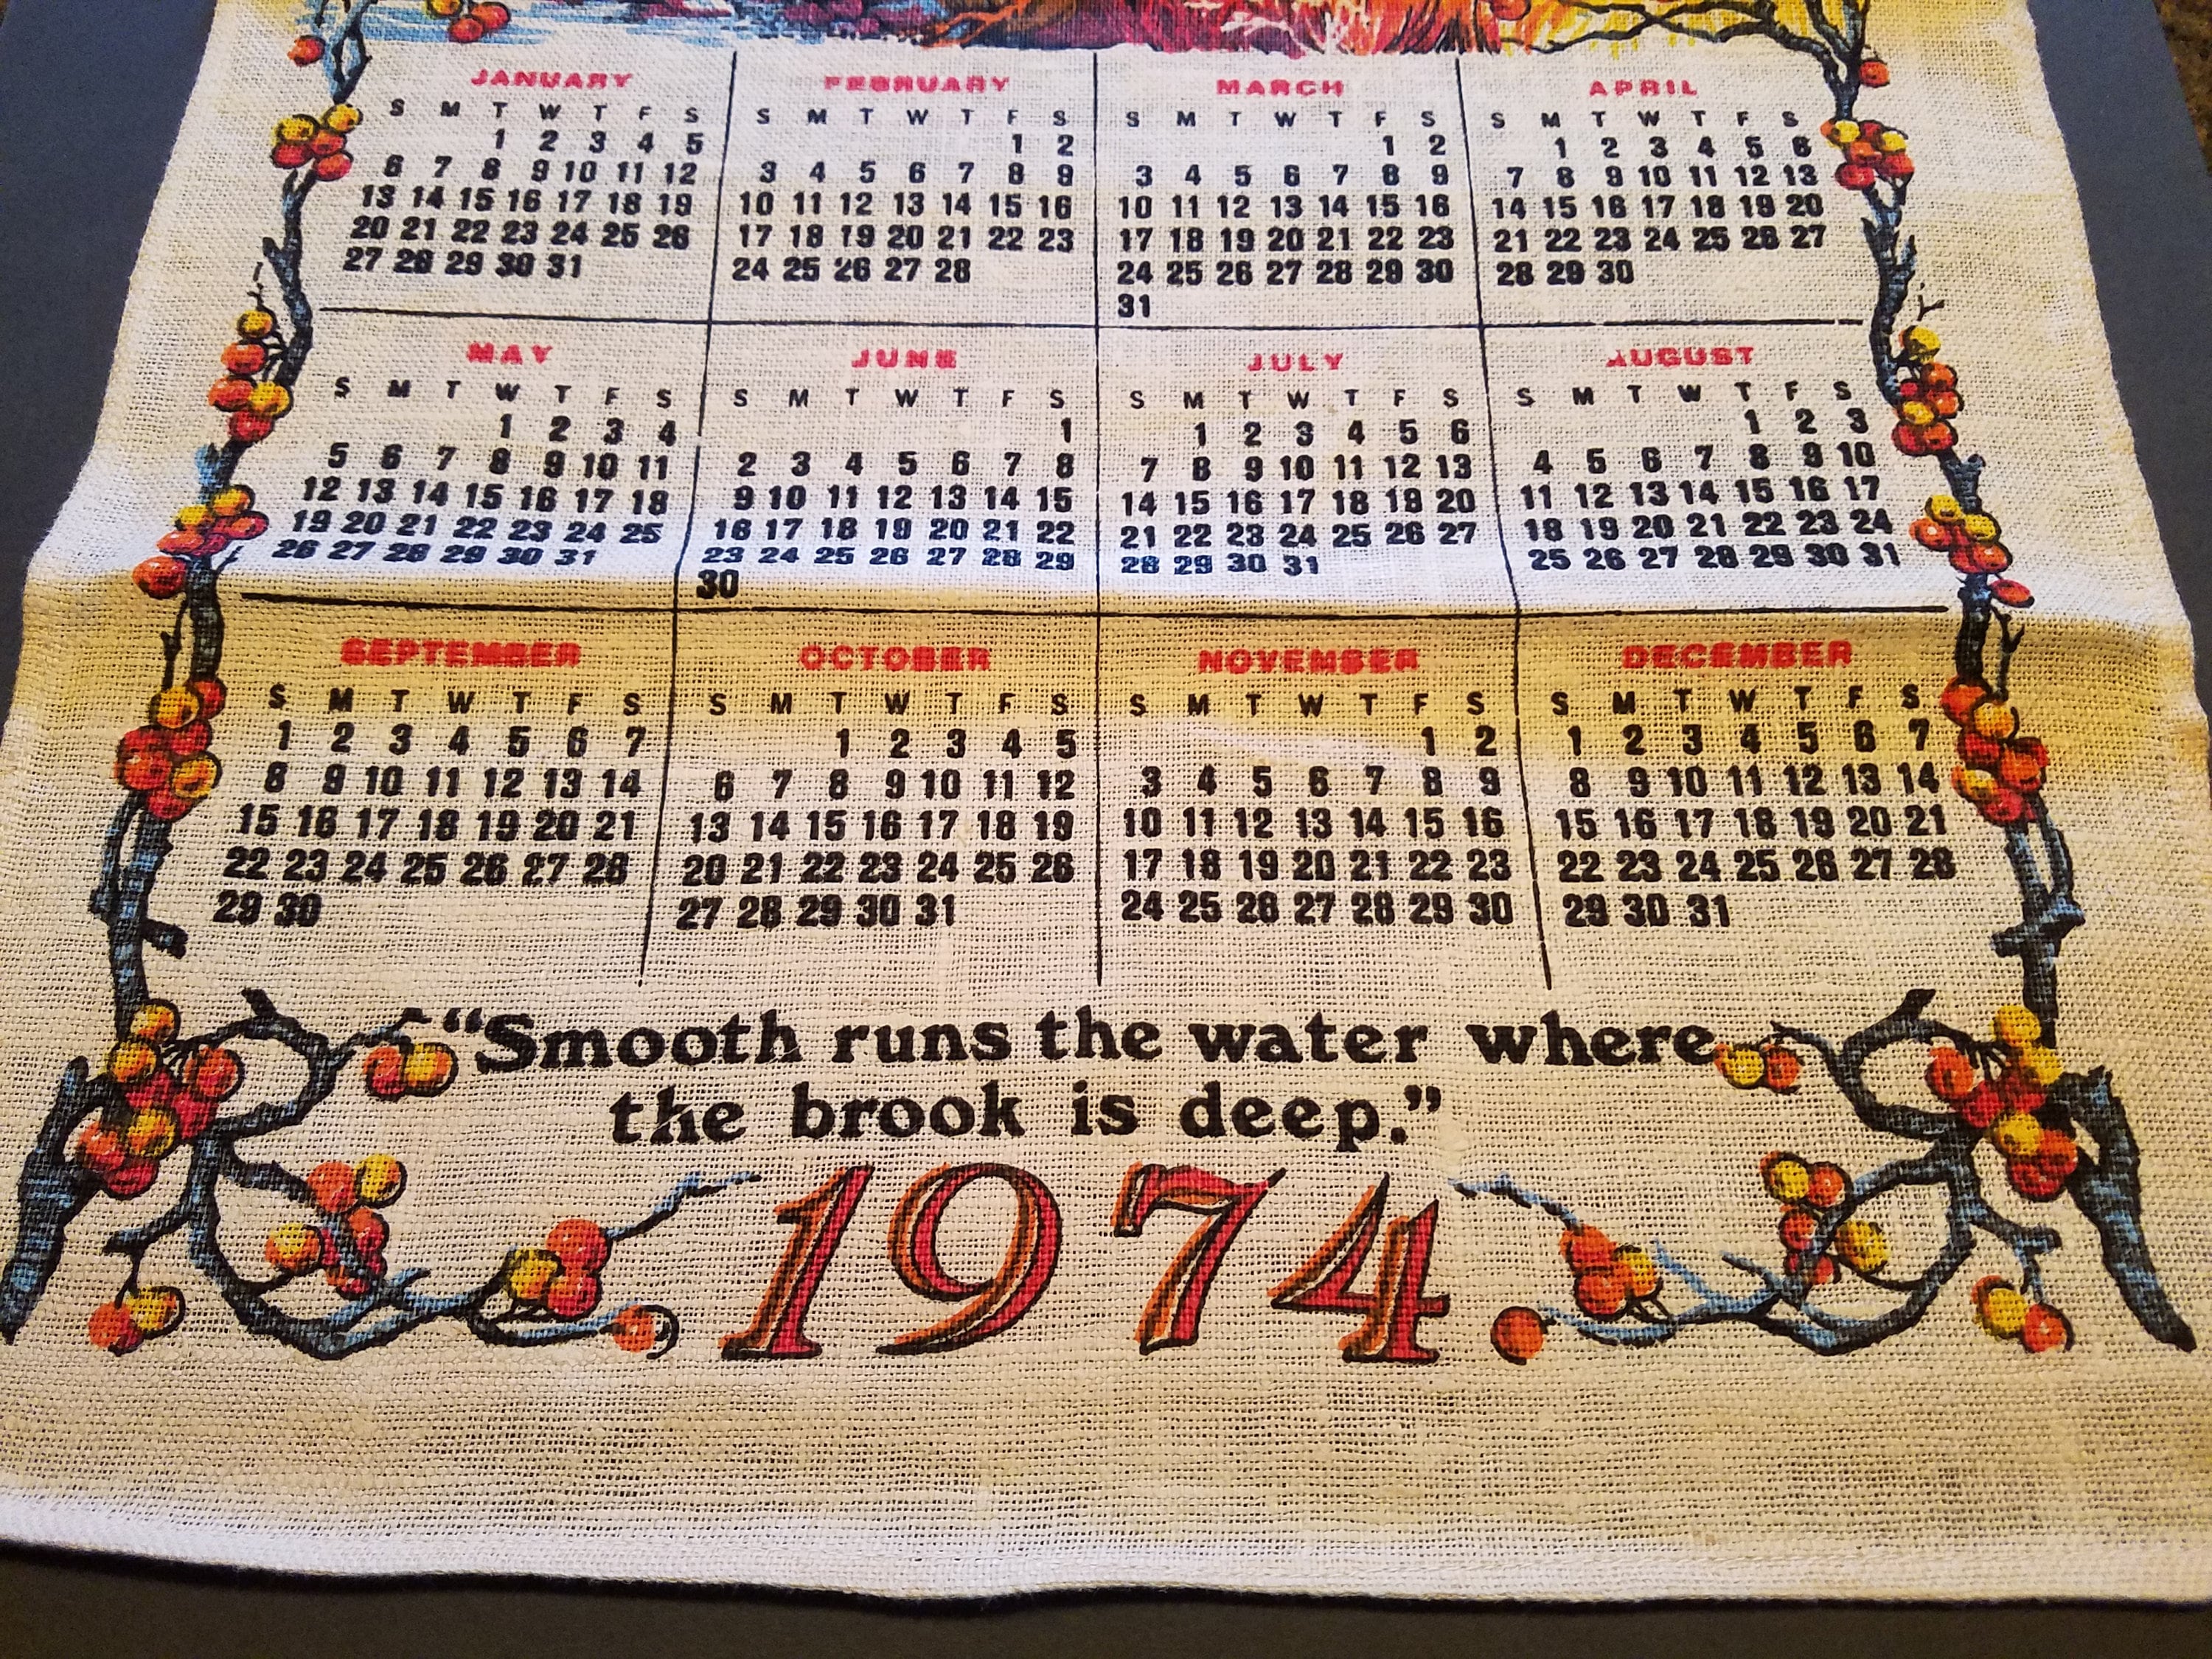 JANUARY
S M T W T F S
1 2 3 4 5
6 7 8 9 10 11 12
13 14 15 16 17 18 19
20 21 22 23 24 25 26
27 28 29 30 31
FEBRUARY
S M T W T F S
1 2
3 4 5 6 7 8 9
10 11 12 13 14 15 16
17 18 19 20 21 22 23
24 25 26 27 28
MARCH
S M T W T F S
1 2
3 4 5 6 7 8 9
10 11 12 13 14 15 16
17 18 19 20 21 22 23
24 25 26 27 28 29 30
31
APRIL
S M T W T F S
1 2 3 4 5 6
7 8 9 10 11 12 13
14 15 16 17 18 19 20
21 22 23 24 25 26 27
28 29 30
MAY
S M T W T F S
1 2 3 4
5 6 7 8 9 10 11
12 13 14 15 16 17 18
19 20 21 22 23 24 25
26 27 28 29 30 31
JUNE
S M T W T F S
1
2 3 4 5 6 7 8
9 10 11 12 13 14 15
16 17 18 19 20 21 22
23 24 25 26 27 28 29
30
JULY
S M T W T F S
1 2 3 4 5 6
7 8 9 10 11 12 13
14 15 16 17 18 19 20
21 22 23 24 25 26 27
28 29 30 31
AUGUST
S M T W T F S
1 2 3
4 5 6 7 8 9 10
11 12 13 14 15 16 17
18 19 20 21 22 23 24
25 26 27 28 29 30 31
SEPTEMBER
S M T W T F S
1 2 3 4 5 6 7
8 9 10 11 12 13 14
15 16 17 18 19 20 21
22 23 24 25 26 27 28
29 30
OCTOBER
S M T W T F S
1 2 3 4 5
6 7 8 9 10 11 12
13 14 15 16 17 18 19
20 21 22 23 24 25 26
27 28 29 30 31
NOVEMBER
S M T W T F S
1 2
3 4 5 6 7 8 9
10 11 12 13 14 15 16
17 18 19 20 21 22 23
24 25 26 27 28 29 30
DECEMBER
S M T W T F S
1 2 3 4 5 6 7
8 9 10 11 12 13 14
15 16 17 18 19 20 21
22 23 24 25 26 27 28
29 30 31
“Smooth runs the water where
the brook is deep.”
1974